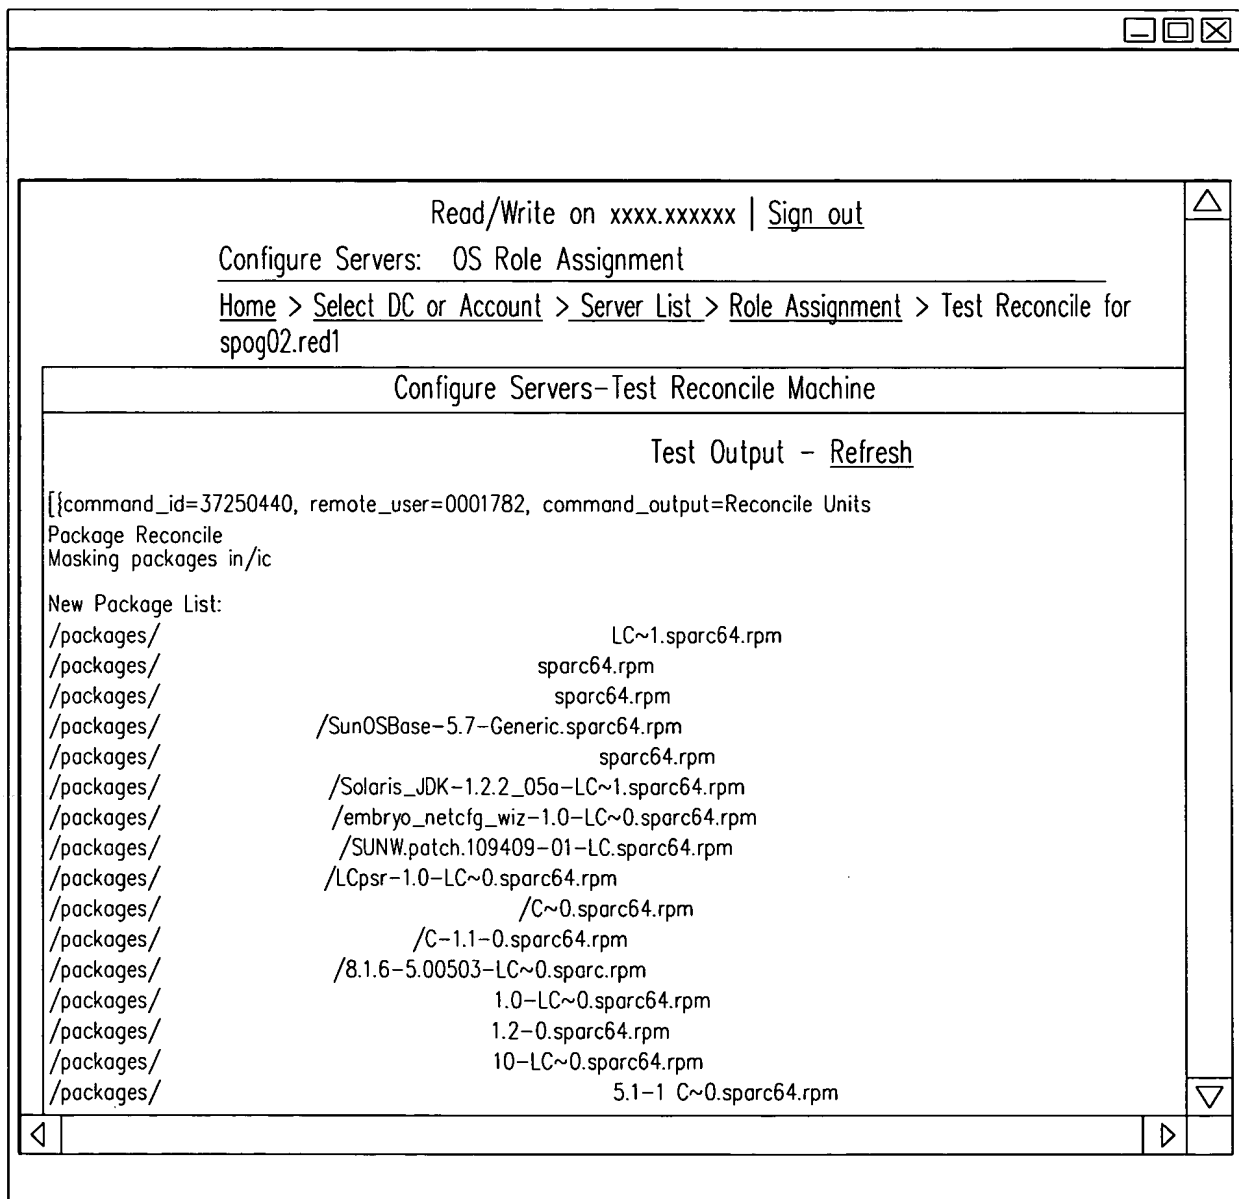 Read/Write on xxxx.xxxxxx | Sign out
Configure Servers: OS Role Assignment
Home > Select DC or Account > Server List > Role Assignment > Test Reconcile for
spog02.red1
Configure Servers-Test Reconcile Machine
Test Output - Refresh
[{command_id=37250440, remote_user=0001782, command_output=Reconcile Units
Package Reconcile
Masking packages in/ic
New Package List:
/packages/ LC~1.sparc64.rpm
/packages/ sparc64.rpm
/packages/ sparc64.rpm
/packages/ /SunOSBase-5.7-Generic.sparc64.rpm
/packages/ sparc64.rpm
/packages/ /Solaris_JDK-1.2.2_05a-LC~1.sparc64.rpm
/packages/ /embryo_netcfg_wiz-1.0-LC~0.sparc64.rpm
/packages/ /SUNW.patch.109409-01-LC.sparc64.rpm
/packages/ /LCpsr-1.0-LC~0.sparc64.rpm
/packages/ /C~0.sparc64.rpm
/packages/ /C-1.1-0.sparc64.rpm
/packages/ /8.1.6-5.00503-LC~0.sparc.rpm
/packages/ 1.0-LC~0.sparc64.rpm
/packages/ 1.2-0.sparc64.rpm
/packages/ 10-LC~0.sparc64.rpm
/packages/ 5.1-1 C~0.sparc64.rpm